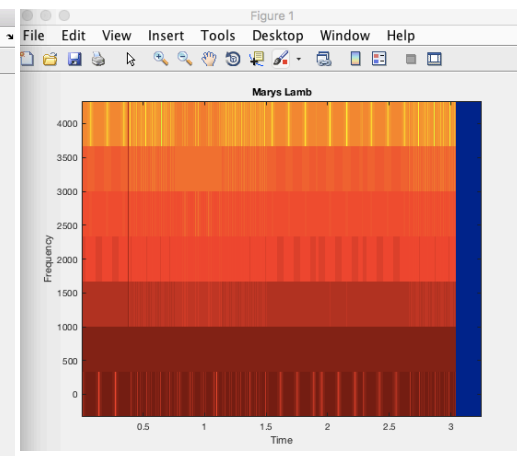 Figure 1
File Edit View Insert Tools Desktop Window Help
Marys Lamb
4000
3500
3000
2500
2000
1500
1000
500
0
Frequency
0.5 1 1.5 2 2.5 3
Time